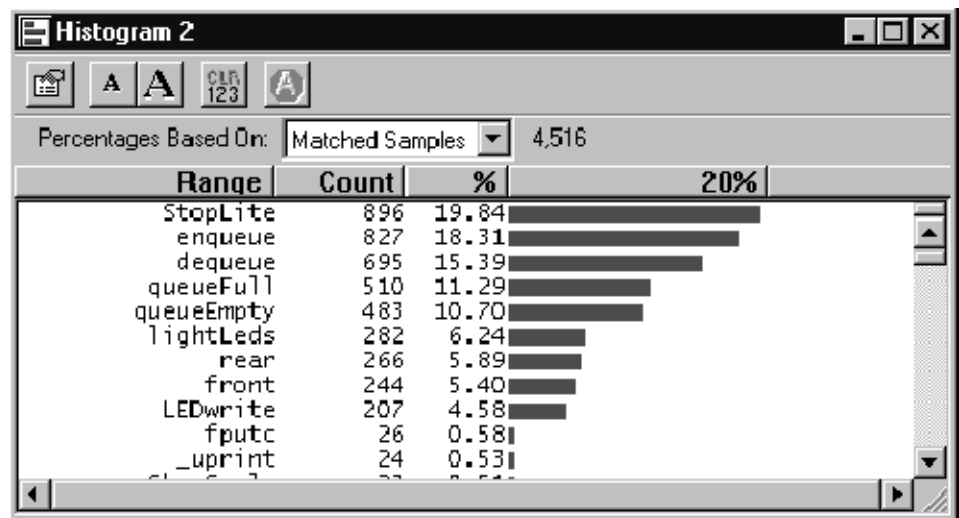 Histogram 2
A A CLR 123 A
Percentages Based On: Matched Samples 4,516
Range Count % 20%
StopLite 896 19.84
enqueue 827 18.31
dequeue 695 15.39
queueFull 510 11.29
queueEmpty 483 10.70
lightLeds 282 6.24
rear 266 5.89
front 244 5.40
LEDwrite 207 4.58
fputc 26 0.58
_uprint 24 0.53